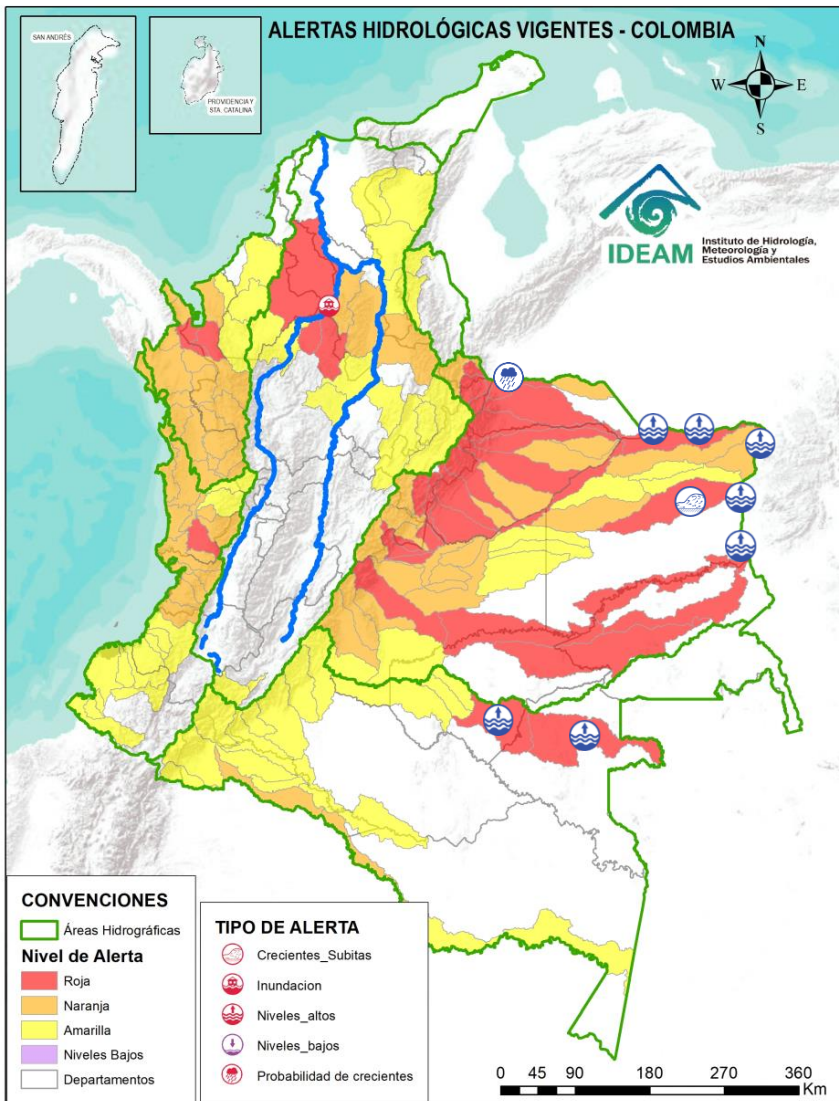 ALERTAS HIDROLÓGICAS VIGENTES - COLOMBIA
SAN ANDRÉS
PROVIDENCIA Y
STA. CATALINA
N
W
E
S
IDEAM
Instituto de Hidrología,
Meteorología y
Estudios Ambientales
CONVENCIONES
Áreas Hidrográficas
Nivel de Alerta
Roja
Naranja
Amarilla
Niveles Bajos
Departamentos
TIPO DE ALERTA
Crecientes_Subitas
Inundacion
Niveles_altos
Niveles_bajos
Probabilidad de crecientes
0 45 90 180 270 360
Km